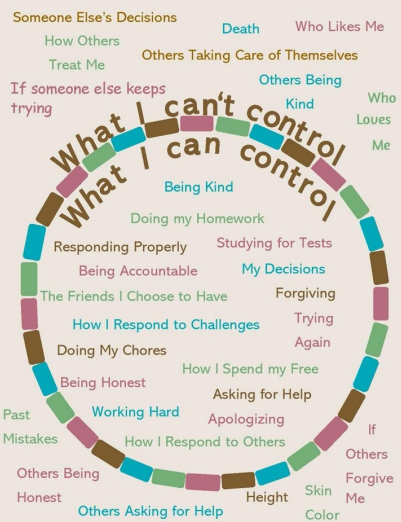 Someone Else's Decisions
Death
Who Likes Me
How Others
Treat Me
Others Taking Care of Themselves
If someone else keeps
trying
Others Being
Kind
Who
Loves
Me
What I can't control
What I can control
Being Kind
Doing my Homework
Responding Properly
Studying for Tests
Being Accountable
My Decisions
The Friends I Choose to Have
Forgiving
How I Respond to Challenges
Trying
Again
Doing My Chores
How I Spend my Free
Being Honest
Asking for Help
Working Hard
Apologizing
How I Respond to Others
Past
Mistakes
If
Others
Forgive
Me
Others Being
Honest
Height
Skin
Color
Others Asking for Help